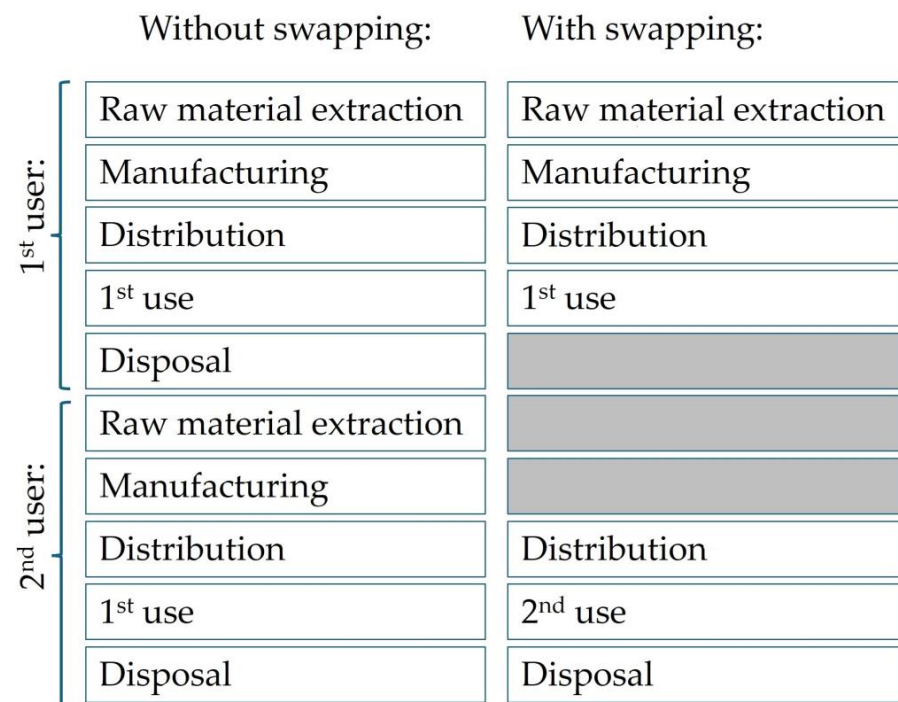 Without swapping: With swapping:
1st user:
Raw material extraction Raw material extraction
Manufacturing Manufacturing
Distribution Distribution
1st use 1st use
Disposal
2nd user:
Raw material extraction
Manufacturing
Distribution Distribution
1st use 2nd use
Disposal Disposal